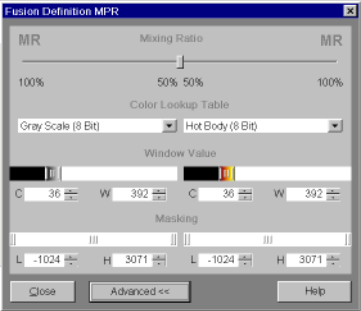 Fusion Definition MPR
MR Mixing Ratio MR
100% 50% 50% 100%
Color Lookup Table
Gray Scale (8 Bit) Hot Body (8 Bit)
Window Value
C 36 W 392 C 36 W 392
Masking
L -1024 H 3071 L -1024 H 3071
Close Advanced << Help